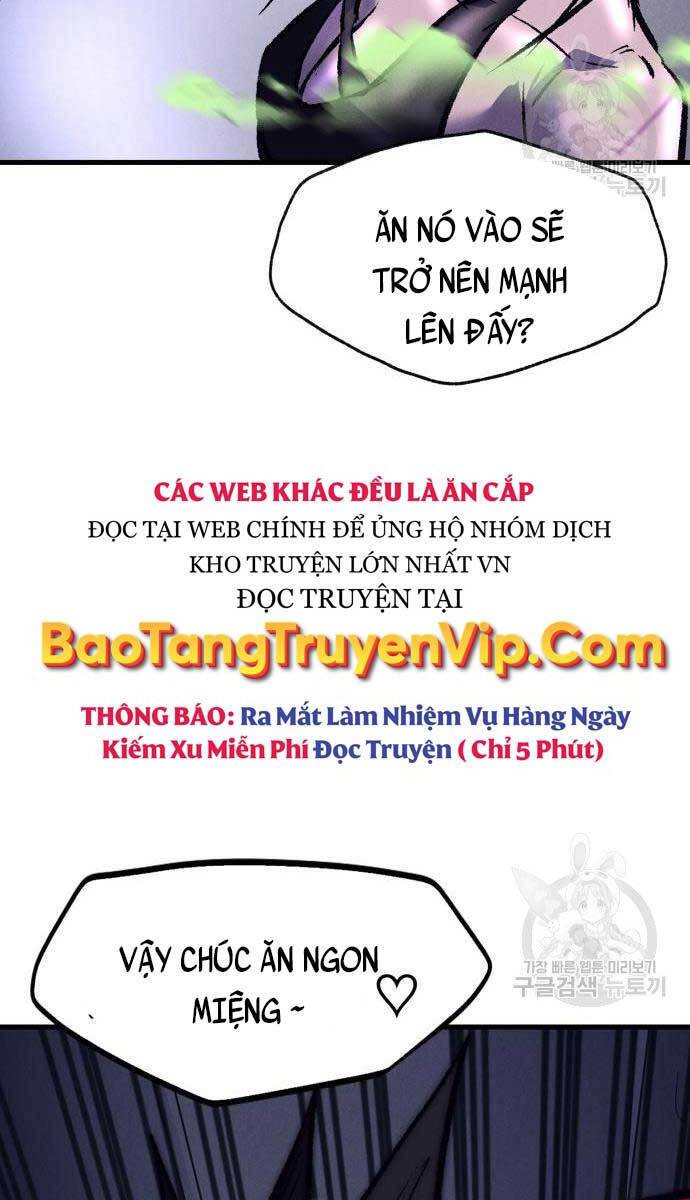 가장 빠른 웹툰 미리보기
뉴토끼
ĂN NÓ VÀO SẼ
TRỞ NÊN MẠNH
LÊN ĐẤY?
CÁC WEB KHÁC ĐỀU LÀ ĂN CẮP
ĐỌC TẠI WEB CHÍNH ĐỂ ỦNG HỘ NHÓM DỊCH
KHO TRUYỆN LỚN NHẤT VN
ĐỌC TRUYỆN TẠI
BaoTangTruyenVip.Com
THÔNG BÁO: Ra Mắt Làm Nhiệm Vụ Hàng Ngày
Kiếm Xu Miễn Phí Đọc Truyện ( Chỉ 5 Phút)
VẬY CHÚC ĂN NGON
MIỆNG ~ ♡
가장 빠른 웹툰 미리보기
구글검색 뉴토끼